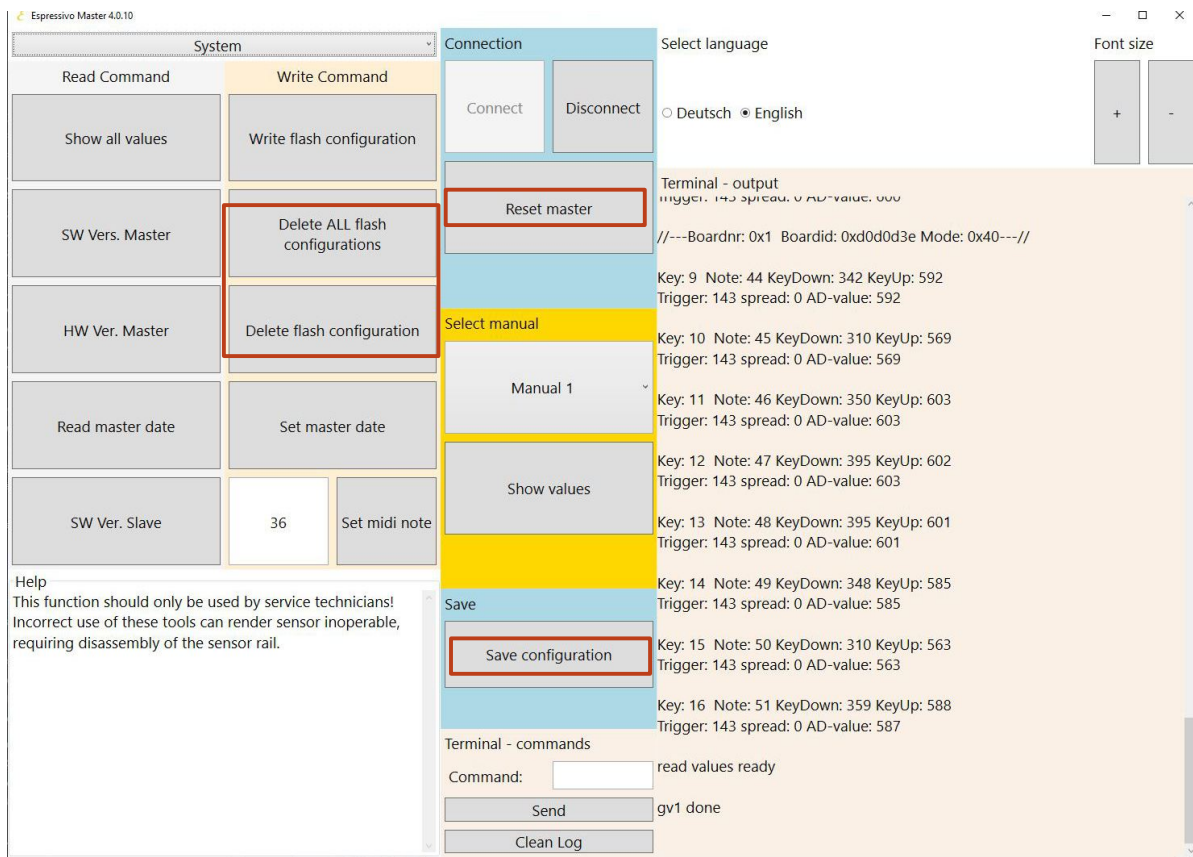 Espressivo Master 4.0.10
System
Read Command
Write Command
Show all values
Write flash configuration
SW Vers. Master
Delete ALL flash
configurations
HW Ver. Master
Delete flash configuration
Read master date
Set master date
SW Ver. Slave
36
Set midi note
Help
This function should only be used by service technicians!
Incorrect use of these tools can render sensor inoperable,
requiring disassembly of the sensor rail.
Connection
Connect
Disconnect
Reset master
Select manual
Manual 1
Show values
Save
Save configuration
Terminal - commands
Command:
Send
Clean Log
Select language
Deutsch
English
Font size
+
-
Terminal - output
Trigger: 143 spread: 0 AD-value: 600
//---Boardnr: 0x1 Boardid: 0xd0d0d3e Mode: 0x40---//
Key: 9 Note: 44 KeyDown: 342 KeyUp: 592
Trigger: 143 spread: 0 AD-value: 592
Key: 10 Note: 45 KeyDown: 310 KeyUp: 569
Trigger: 143 spread: 0 AD-value: 569
Key: 11 Note: 46 KeyDown: 350 KeyUp: 603
Trigger: 143 spread: 0 AD-value: 603
Key: 12 Note: 47 KeyDown: 395 KeyUp: 602
Trigger: 143 spread: 0 AD-value: 603
Key: 13 Note: 48 KeyDown: 395 KeyUp: 601
Trigger: 143 spread: 0 AD-value: 601
Key: 14 Note: 49 KeyDown: 348 KeyUp: 585
Trigger: 143 spread: 0 AD-value: 585
Key: 15 Note: 50 KeyDown: 310 KeyUp: 563
Trigger: 143 spread: 0 AD-value: 563
Key: 16 Note: 51 KeyDown: 359 KeyUp: 588
Trigger: 143 spread: 0 AD-value: 587
read values ready
gv1 done